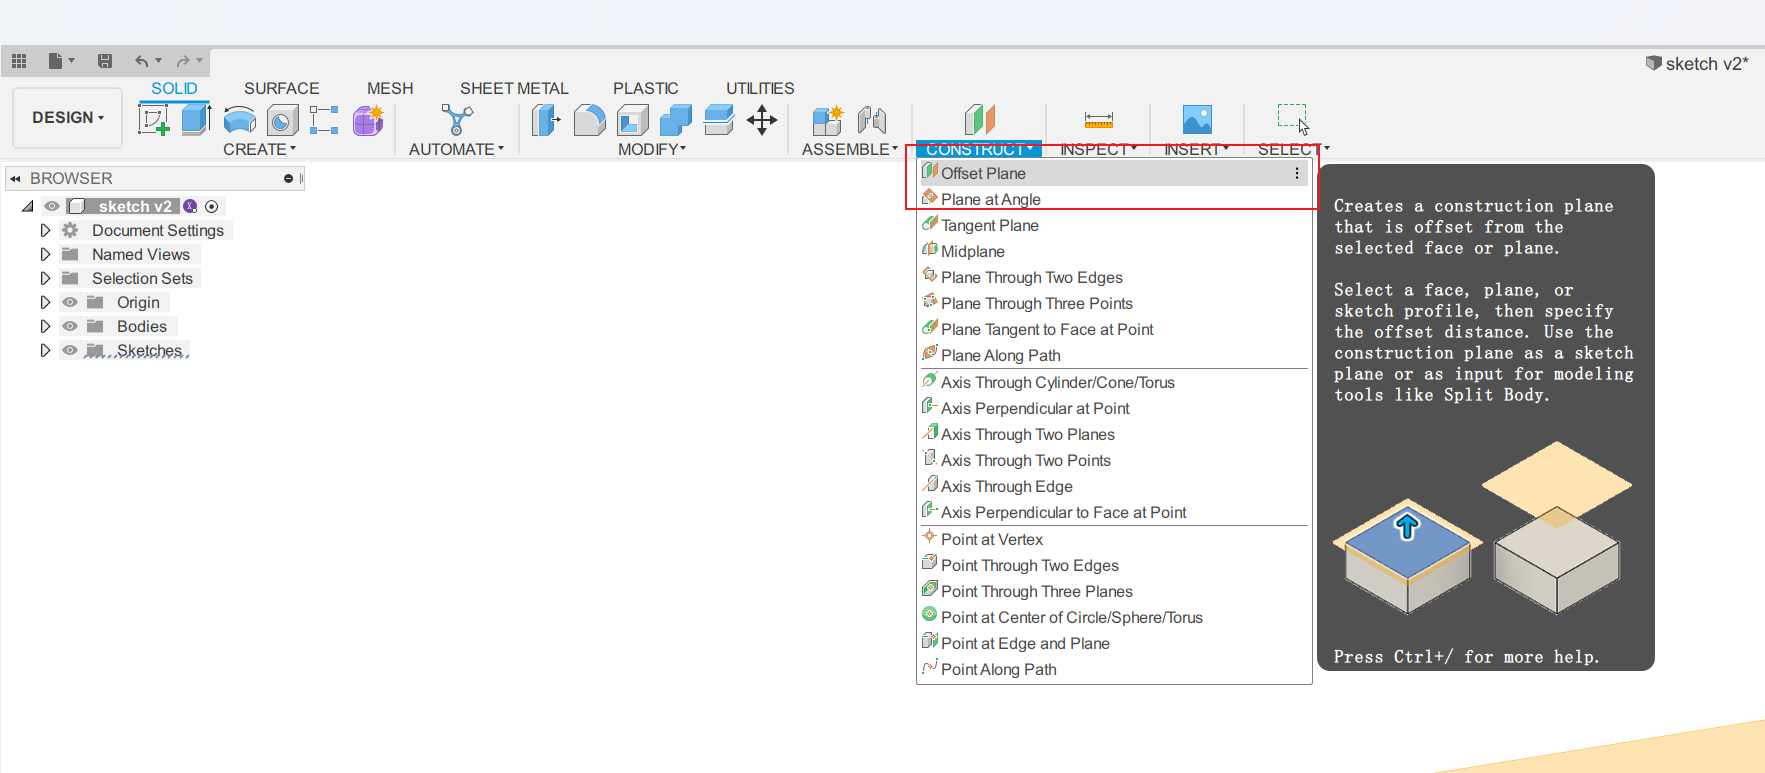 sketch v2*
SOLID SURFACE MESH SHEET METAL PLASTIC UTILITIES
DESIGN
CREATE AUTOMATE MODIFY ASSEMBLE CONSTRUCT INSPECT INSERT SELECT
BROWSER
sketch v2
Document Settings
Named Views
Selection Sets
Origin
Bodies
Sketches
Offset Plane
Plane at Angle
Tangent Plane
Midplane
Plane Through Two Edges
Plane Through Three Points
Plane Tangent to Face at Point
Plane Along Path
Axis Through Cylinder/Cone/Torus
Axis Perpendicular at Point
Axis Through Two Planes
Axis Through Two Points
Axis Through Edge
Axis Perpendicular to Face at Point
Point at Vertex
Point Through Two Edges
Point Through Three Planes
Point at Center of Circle/Sphere/Torus
Point at Edge and Plane
Point Along Path
Creates a construction plane
that is offset from the
selected face or plane.
Select a face, plane, or
sketch profile, then specify
the offset distance. Use the
construction plane as a sketch
plane or as input for modeling
tools like Split Body.
Press Ctrl+/ for more help.